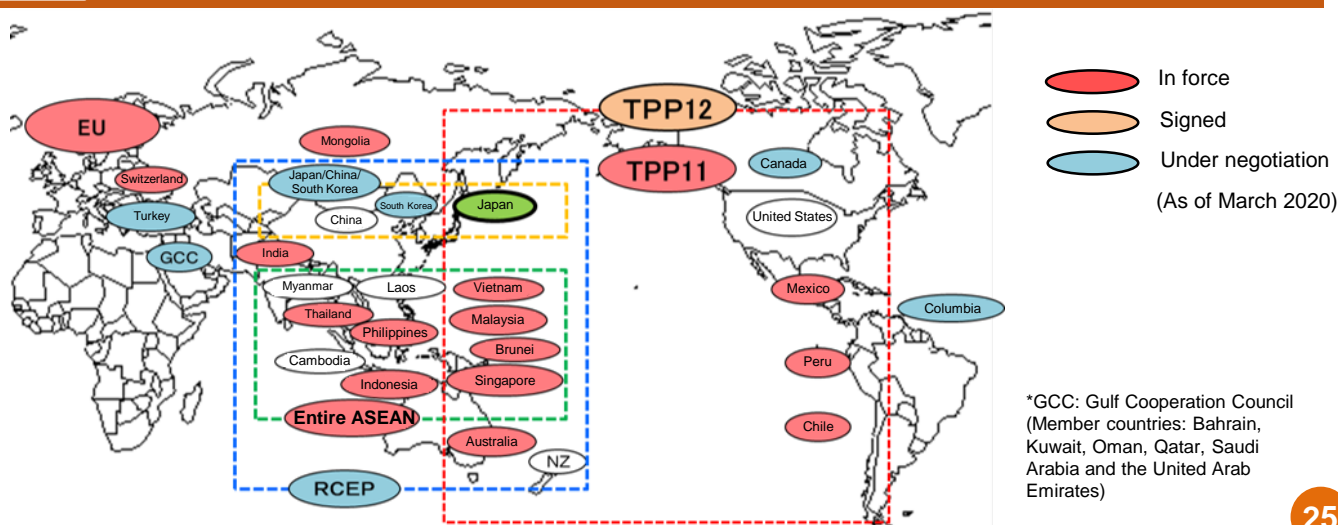 TPP12
EU
TPP11
Mongolia
Canada
Switzerland
Japan/China/
South Korea
South Korea
Japan
China
United States
Turkey
GCC
India
Myanmar
Laos
Vietnam
Mexico
Columbia
Thailand
Malaysia
Philippines
Brunei
Cambodia
Peru
Indonesia
Singapore
Entire ASEAN
Australia
Chile
NZ
RCEP
In force
Signed
Under negotiation
(As of March 2020)
*GCC: Gulf Cooperation Council
(Member countries: Bahrain,
Kuwait, Oman, Qatar, Saudi
Arabia and the United Arab
Emirates)
25